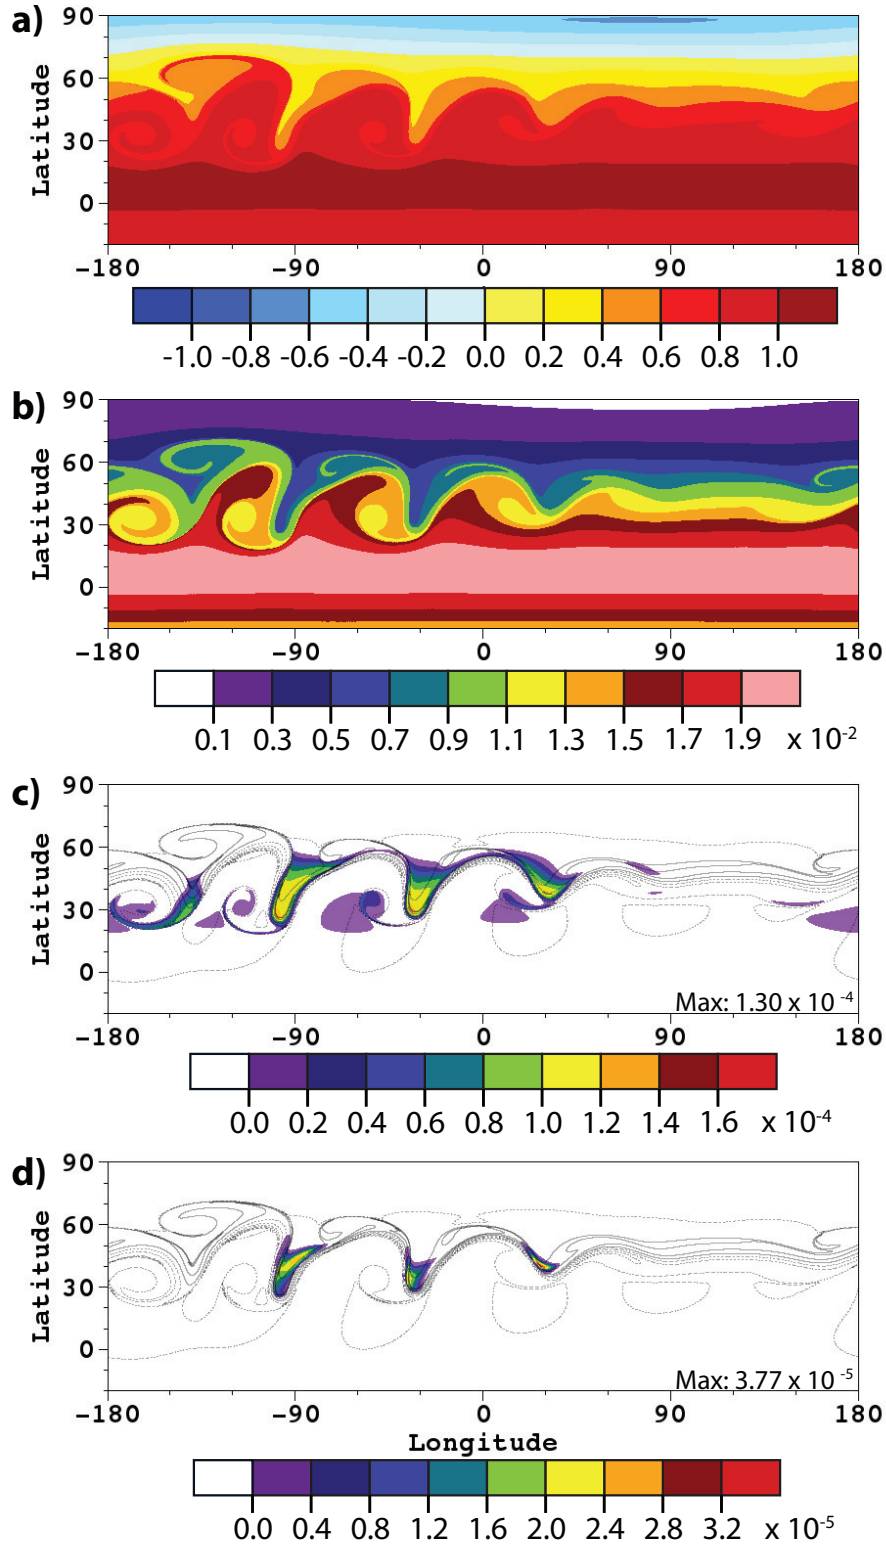 a)
90
60
30
0
Latitude
-180 -90 0 90 180
-1.0 -0.8 -0.6 -0.4 -0.2 0.0 0.2 0.4 0.6 0.8 1.0
b)
90
60
30
0
Latitude
-180 -90 0 90 180
0.1 0.3 0.5 0.7 0.9 1.1 1.3 1.5 1.7 1.9 x 10-2
c)
90
60
30
0
Latitude
Max: 1.30 x 10 -4
-180 -90 0 90 180
0.0 0.2 0.4 0.6 0.8 1.0 1.2 1.4 1.6 x 10-4
d)
90
60
30
0
Latitude
Max: 3.77 x 10 -5
-180 -90 0 90 180
Longitude
0.0 0.4 0.8 1.2 1.6 2.0 2.4 2.8 3.2 x 10-5